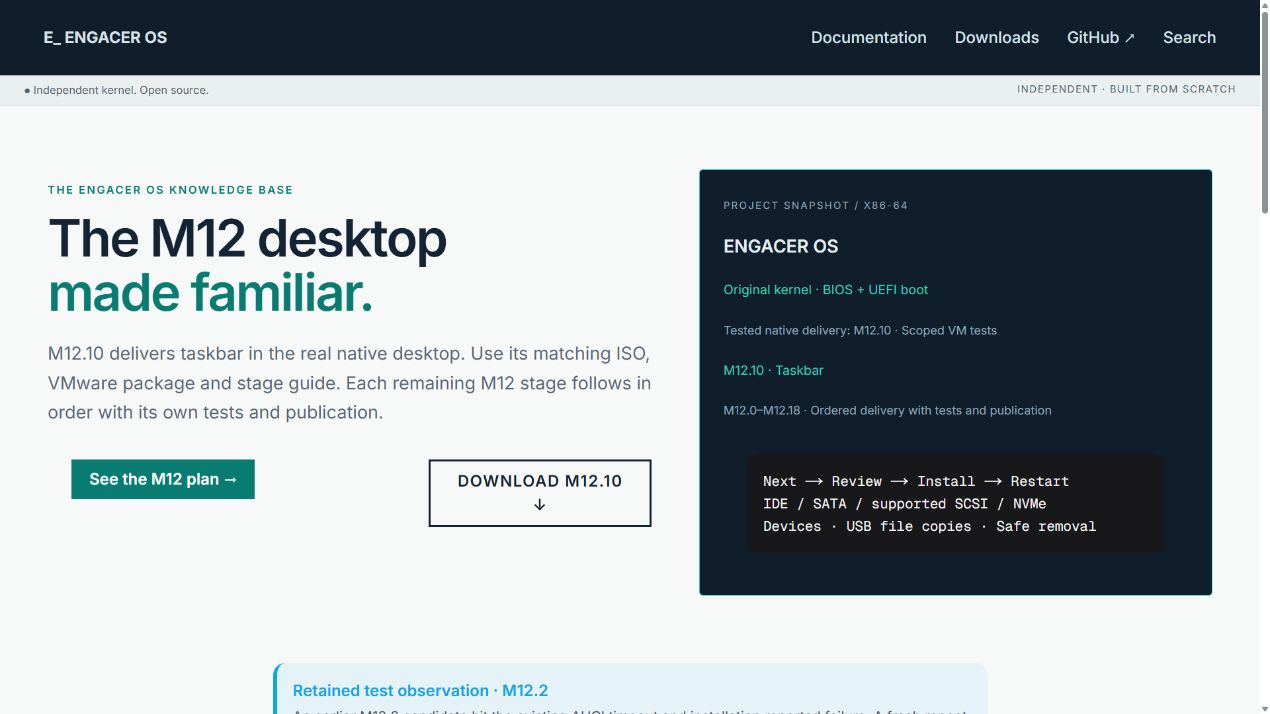 E_ ENGACER OS
Documentation
Downloads
GitHub ↗
Search
● Independent kernel. Open source.
INDEPENDENT · BUILT FROM SCRATCH
THE ENGACER OS KNOWLEDGE BASE
The M12 desktop
made familiar.
M12.10 delivers taskbar in the real native desktop. Use its matching ISO,
VMware package and stage guide. Each remaining M12 stage follows in
order with its own tests and publication.
See the M12 plan →
DOWNLOAD M12.10
↓
PROJECT SNAPSHOT / X86-64
ENGACER OS
Original kernel · BIOS + UEFI boot
Tested native delivery: M12.10 · Scoped VM tests
M12.10 · Taskbar
M12.0–M12.18 · Ordered delivery with tests and publication
Next → Review → Install → Restart
IDE / SATA / supported SCSI / NVMe
Devices · USB file copies · Safe removal
Retained test observation · M12.2